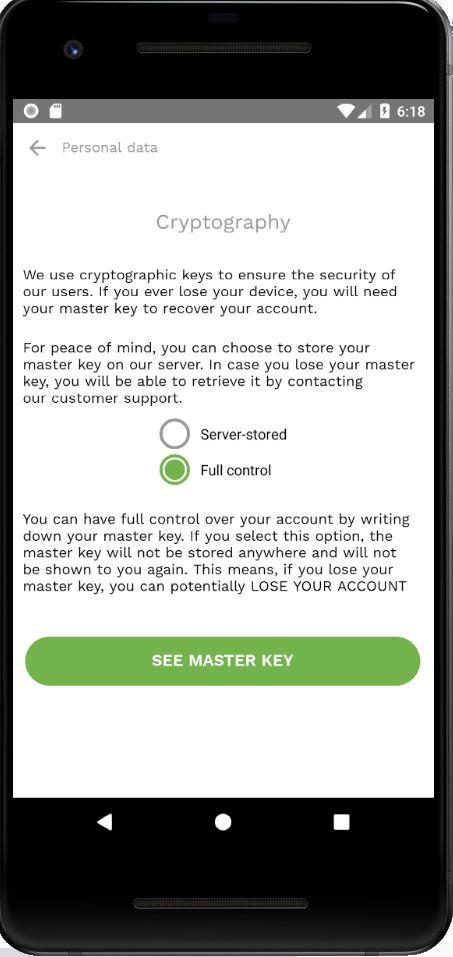 6:18
Personal data
Cryptography
We use cryptographic keys to ensure the security of
our users. If you ever lose your device, you will need
your master key to recover your account.
For peace of mind, you can choose to store your
master key on our server. In case you lose your master
key, you will be able to retrieve it by contacting
our customer support.
Server-stored
Full control
You can have full control over your account by writing
down your master key. If you select this option, the
master key will not be stored anywhere and will not
be shown to you again. This means, if you lose your
master key, you can potentially LOSE YOUR ACCOUNT
SEE MASTER KEY